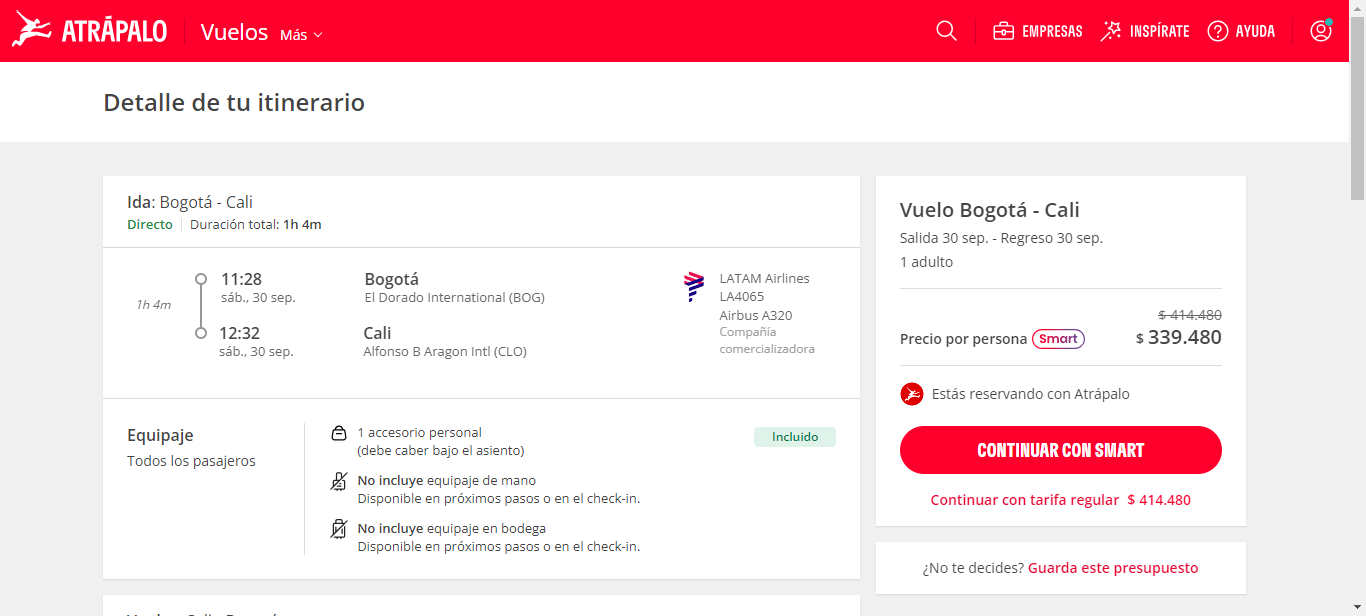 ATRÁPALO
Vuelos Más
EMPRESAS INSPÍRATE AYUDA
Detalle de tu itinerario
Ida: Bogotá - Cali
Directo Duración total: 1h 4m
1h 4m
11:28 Bogotá
sáb., 30 sep. El Dorado International (BOG)
12:32 Cali
sáb., 30 sep. Alfonso B Aragon Intl (CLO)
LATAM Airlines
LA4065
Airbus A320
Compañía
comercializadora
Equipaje
Todos los pasajeros
1 accesorio personal
(debe caber bajo el asiento)
Incluido
No incluye equipaje de mano
Disponible en próximos pasos o en el check-in.
No incluye equipaje en bodega
Disponible en próximos pasos o en el check-in.
Vuelo Bogotá - Cali
Salida 30 sep. - Regreso 30 sep.
1 adulto
$ 414.480
Precio por persona Smart $ 339.480
Estás reservando con Atrápalo
CONTINUAR CON SMART
Continuar con tarifa regular $ 414.480
¿No te decides? Guarda este presupuesto